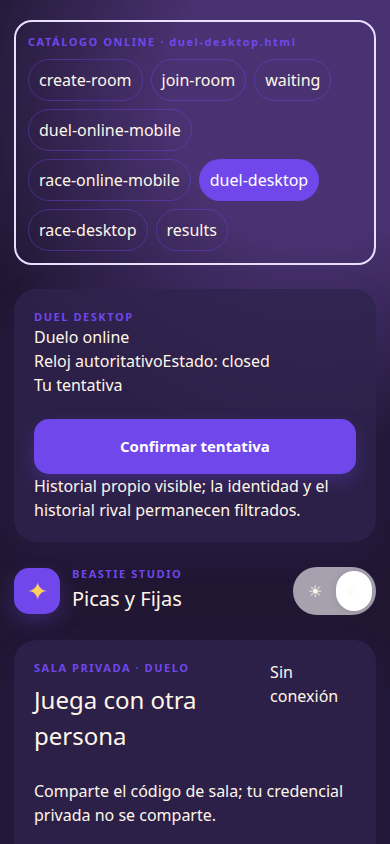 CATÁLOGO ONLINE · duel-desktop.html
create-room join-room waiting
duel-online-mobile
race-online-mobile duel-desktop
race-desktop results
DUEL DESKTOP
Duelo online
Reloj autoritativoEstado: closed
Tu tentativa
Confirmar tentativa
Historial propio visible; la identidad y el
historial rival permanecen filtrados.
BEASTIE STUDIO
Picas y Fijas
SALA PRIVADA · DUELO
Juega con otra
persona
Sin
conexión
Comparte el código de sala; tu credencial
privada no se comparte.